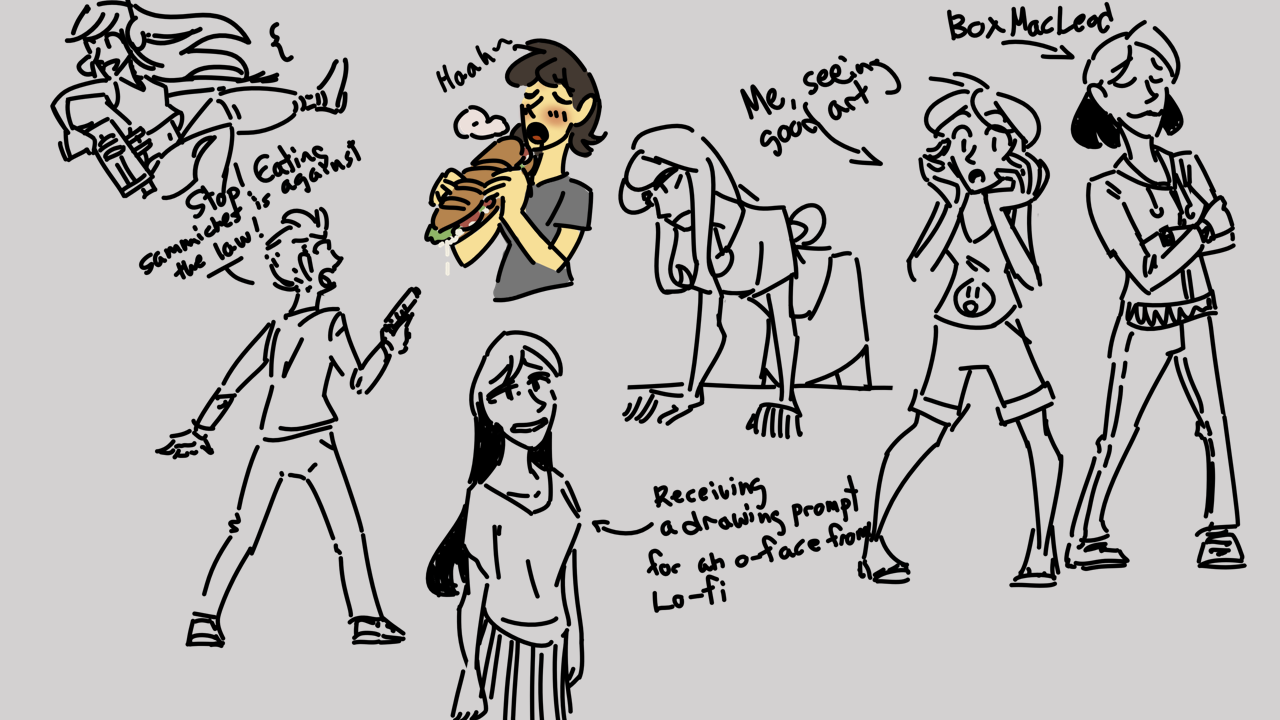 Haah~
Stop! Eating
sammiches is against
the law!
Me, seeing
good art
Box MacLeod
Receiving
a drawing prompt
for an o-face from
Lo-fi